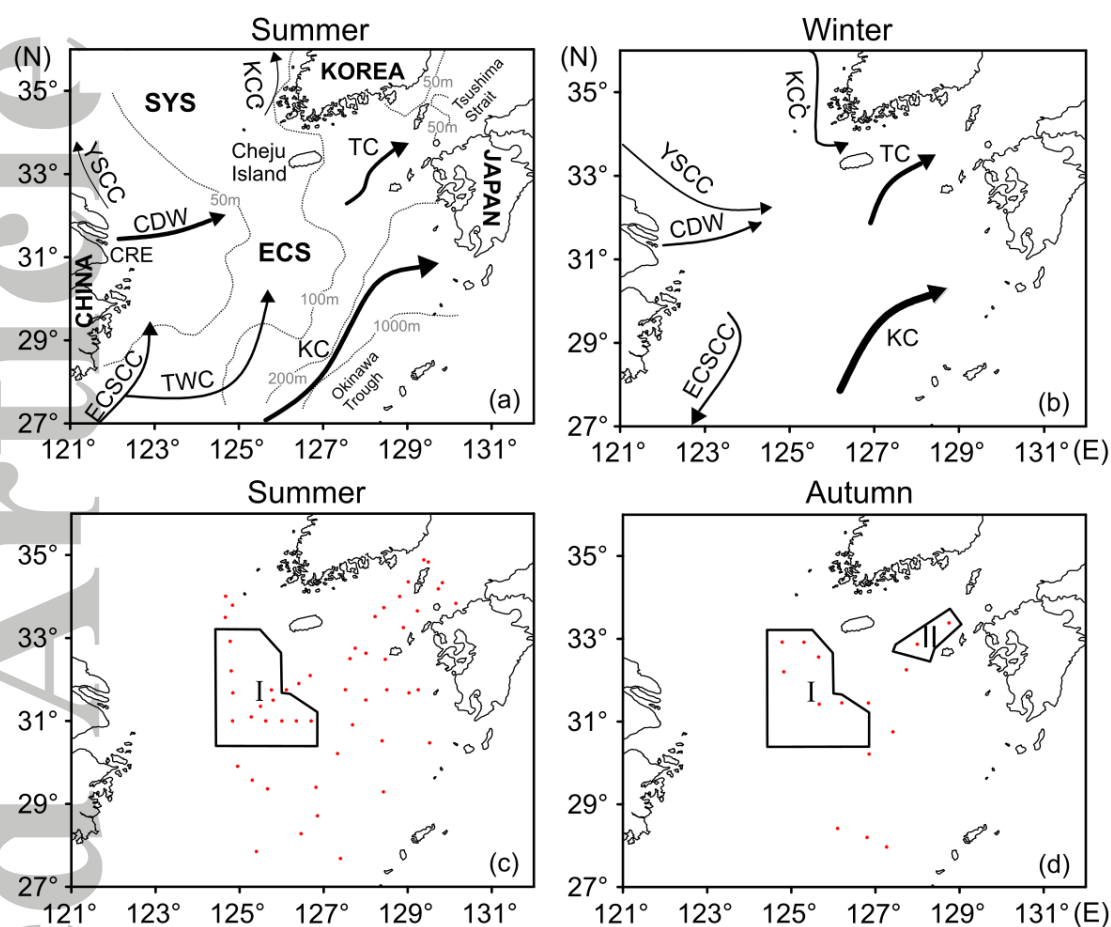 Summer
(N)
35°
33°
31°
29°
27°
121°
123°
125°
127°
129°
131°
SYS
KCC
KOREA
50m
Tsushima
Strait
50m
Cheju
Island
TC
JAPAN
YSCC
50m
CDW
CRE
ECS
CHINA
100m
1000m
KC
ECSCC
TWC
200m
Okinawa
Trough
(a)
Winter
(N)
35°
33°
31°
29°
27°
121°
123°
125°
127°
129°
131°
(E)
KCC
TC
YSCC
CDW
KC
ECSCC
(b)
Summer
35°
33°
31°
29°
27°
121°
123°
125°
127°
129°
131°
I
(c)
Autumn
35°
33°
31°
29°
27°
121°
123°
125°
127°
129°
131°
(E)
I
II
(d)